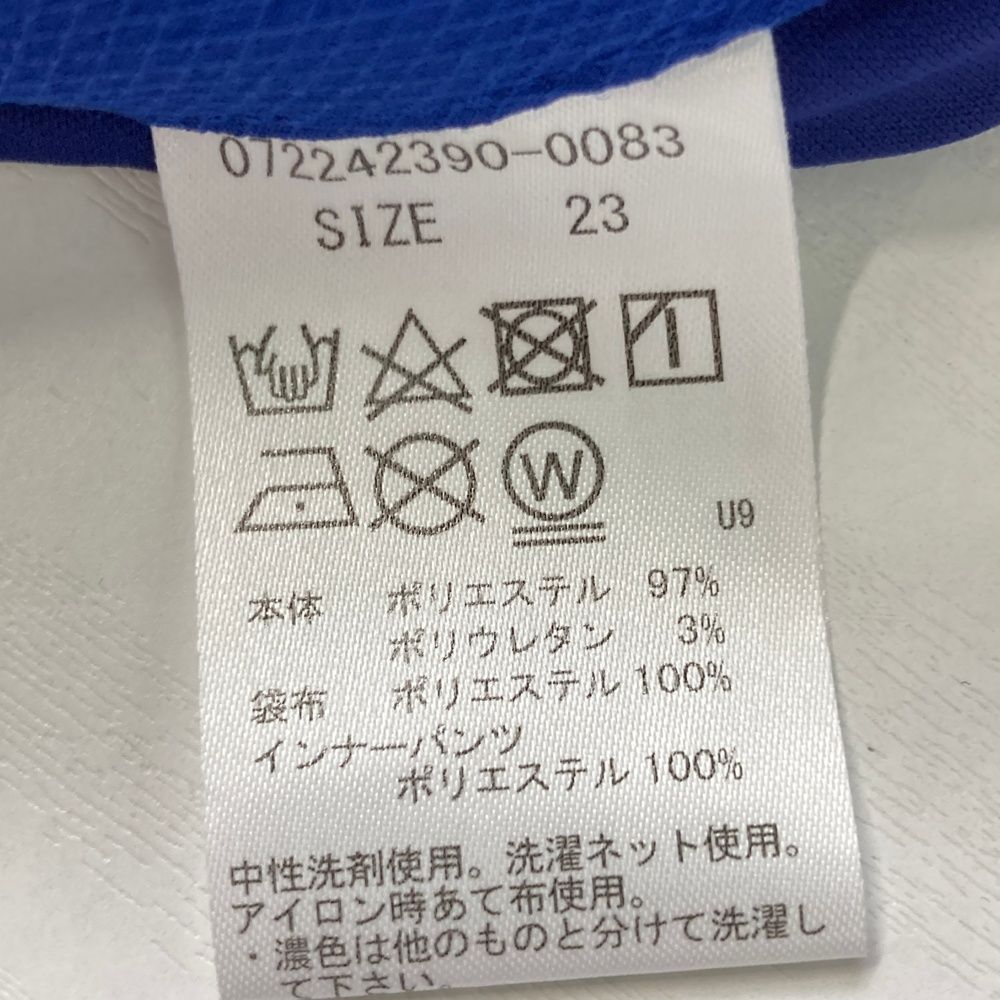 072242390-0083
SIZE 23
W
U9
本体 ポリエステル 97%
ポリウレタン 3%
袋布 ポリエステル 100%
インナーパンツ
ポリエステル 100%
中性洗剤使用。洗濯ネット使用。
アイロン時あて布使用。
・濃色は他のものと分けて洗濯し
て下さい。